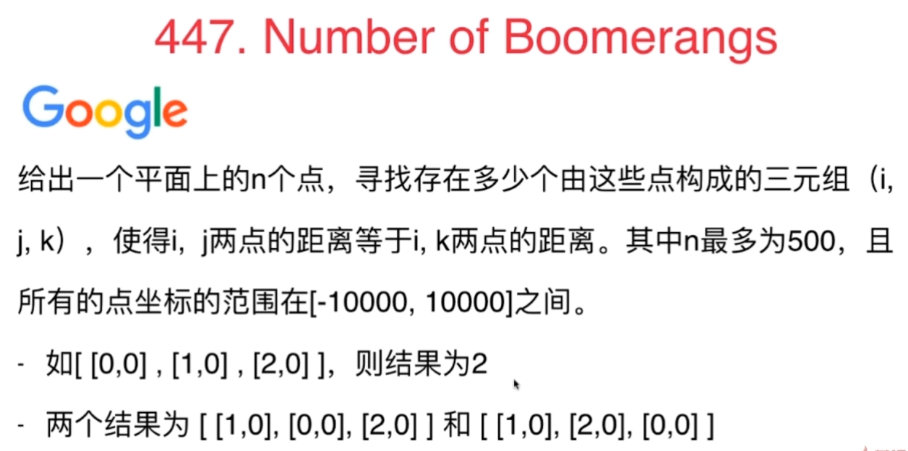 447. Number of Boomerangs
Google
给出一个平面上的n个点，寻找存在多少个由这些点构成的三元组（i,
j, k），使得i, j两点的距离等于i, k两点的距离。其中n最多为500，且
所有的点坐标的范围在[-10000, 10000]之间。
- 如[ [0,0] , [1,0] , [2,0] ]，则结果为2
- 两个结果为 [ [1,0], [0,0], [2,0] ] 和 [ [1,0], [2,0], [0,0] ]